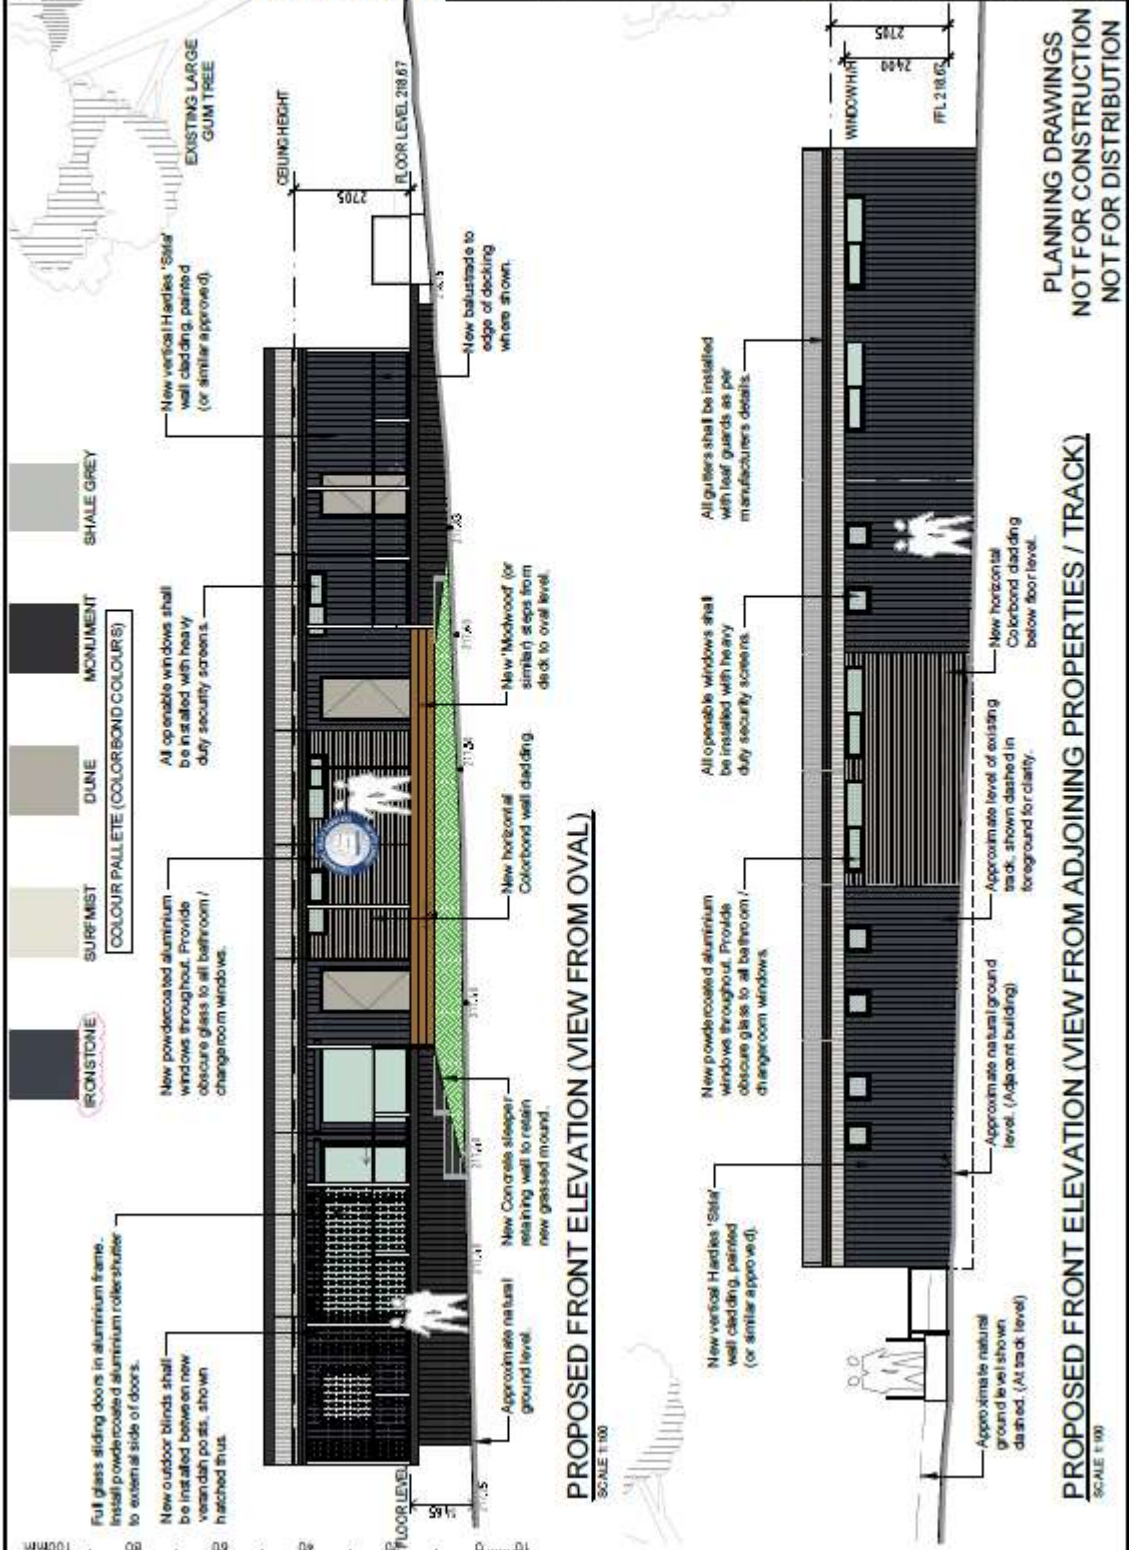 IRONSTONE
SURFMIST
DUNE
MONUMENT
SHALE GREY
COLOUR PALLETE (COLORBOND COLOURS)
EXISTING LARGE
GUM TREE
Full glass sliding doors in aluminium frame.
Install powdercoated aluminium rollershutter
to external side of doors.
New outdoor blinds shall
be installed between new
verandah posts, shown
hatched thus.
New powdercoated aluminium
windows throughout. Provide
obscure glass to all bathroom /
changeroom windows.
All openable windows shall
be installed with heavy
duty security screens.
New vertical Hardies 'Stria'
wall cladding, painted
(or similar approved).
CEILING HEIGHT
2705
FLOOR LEVEL 218.67
FLOOR LEVEL
Approximate natural
ground level.
New Concrete sleeper
retaining wall to retain
new grassed mound.
New horizontal
Colorbond wall cladding.
New 'Modwood' (or
similar) steps from
deck to oval level.
New balustrade to
edge of decking
where shown.
PROPOSED FRONT ELEVATION (VIEW FROM OVAL)
SCALE 1:100
New vertical Hardies 'Stria'
wall cladding, painted
(or similar approved).
New powdercoated aluminium
windows throughout. Provide
obscure glass to all bathroom /
changeroom windows.
All openable windows shall
be installed with heavy
duty security screens.
All gutters shall be installed
with leaf guards as per
manufacturers details.
2705
2400
WINDOW H/H
FFL 218.67
Approximate natural
ground level shown
dashed. (At track level)
Approximate natural ground
level. (Adjacent building)
Approximate level of existing
track, shown dashed in
foreground for clarity.
New horizontal
Colorbond cladding
below floor level.
PROPOSED FRONT ELEVATION (VIEW FROM ADJOINING PROPERTIES / TRACK)
SCALE 1:100
PLANNING DRAWINGS
NOT FOR CONSTRUCTION
NOT FOR DISTRIBUTION